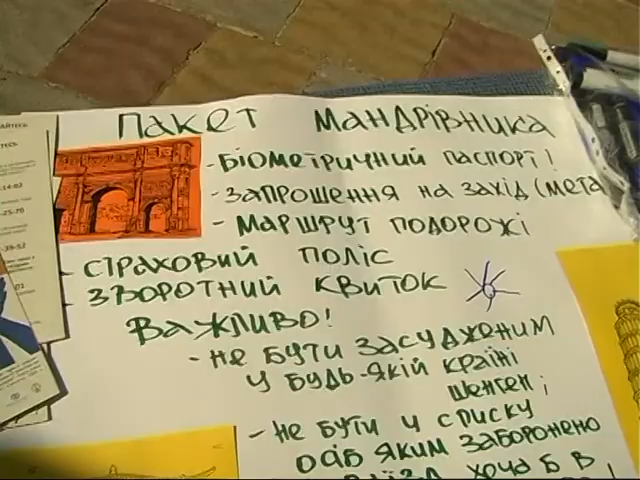 Пакет мандрівника
- Біометричний паспорт!
- Запрошення на захід (мета
- Маршрут подорожі
- Страховий поліс
- Зворотний квиток
Важливо!
- не бути засудженим
у будь-якій країні
Шенген;
- не бути у списку
осіб яким заборонено
хоча б в